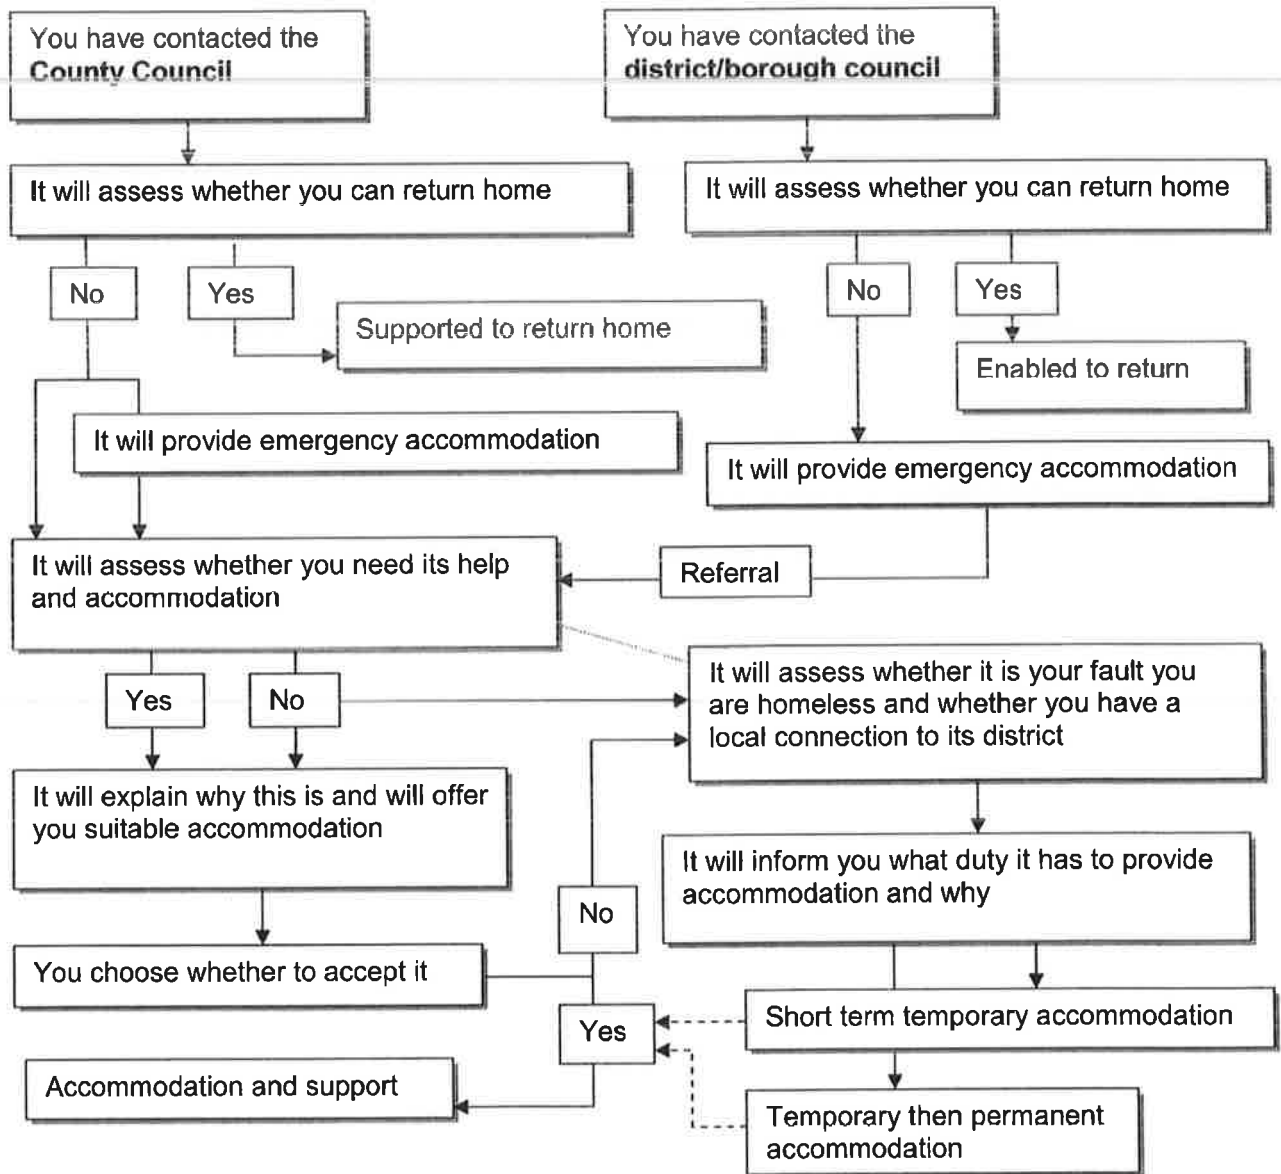 You have contacted the
County Council
You have contacted the
district/borough council
It will assess whether you can return home
It will assess whether you can return home
No
Yes
No
Yes
Supported to return home
Enabled to return
It will provide emergency accommodation
It will provide emergency accommodation
It will assess whether you need its help
and accommodation
Referral
It will assess whether it is your fault you
are homeless and whether you have a
local connection to its district
Yes
No
It will explain why this is and will offer
you suitable accommodation
It will inform you what duty it has to provide
accommodation and why
No
You choose whether to accept it
Yes
Short term temporary accommodation
Accommodation and support
Temporary then permanent
accommodation